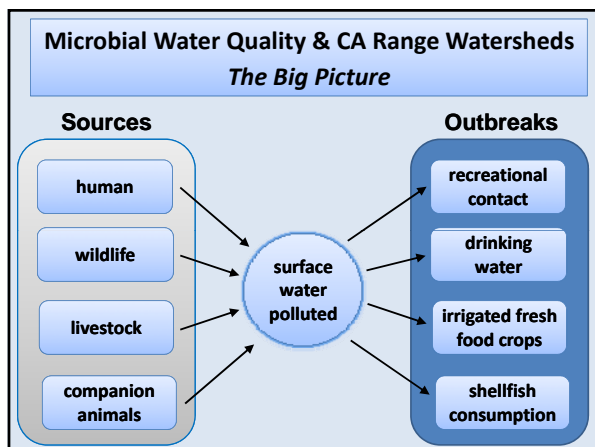 Microbial Water Quality & CA Range Watersheds
The Big Picture
Sources
human
wildlife
livestock
companion
animals
surface
water
polluted
Outbreaks
recreational
contact
drinking
water
irrigated fresh
food crops
shellfish
consumption